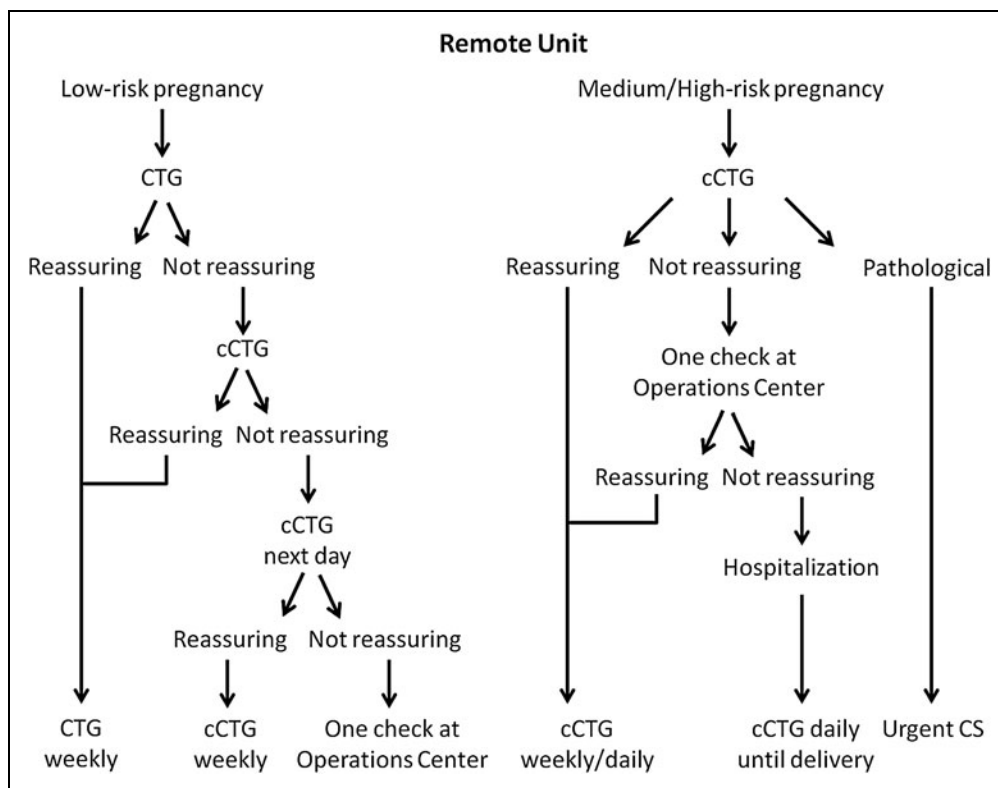 Remote Unit
Low-risk pregnancy
CTG
Reassuring
Not reassuring
cCTG
Reassuring
Not reassuring
cCTG
next day
Reassuring
Not reassuring
CTG
weekly
cCTG
weekly
One check at
Operations Center
Medium/High-risk pregnancy
cCTG
Reassuring
Not reassuring
Pathological
One check at
Operations Center
Reassuring
Not reassuring
Hospitalization
cCTG
weekly/daily
cCTG daily
until delivery
Urgent CS